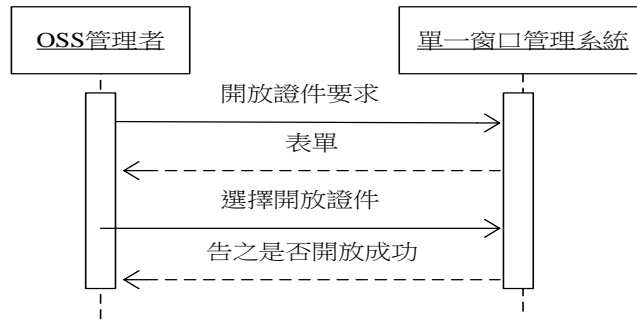 OSS管理者
單一窗口管理系統
開放證件要求
表單
選擇開放證件
告之是否開放成功